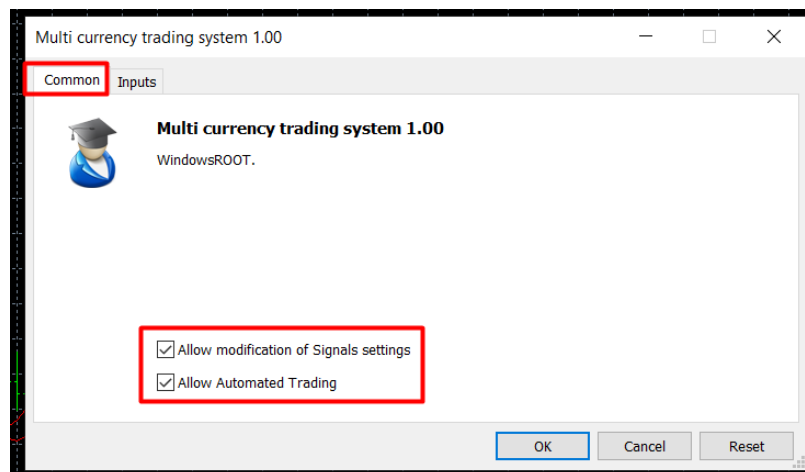 Multi currency trading system 1.00
Common
Inputs
Multi currency trading system 1.00
WindowsROOT.
Allow modification of Signals settings
Allow Automated Trading
OK
Cancel
Reset